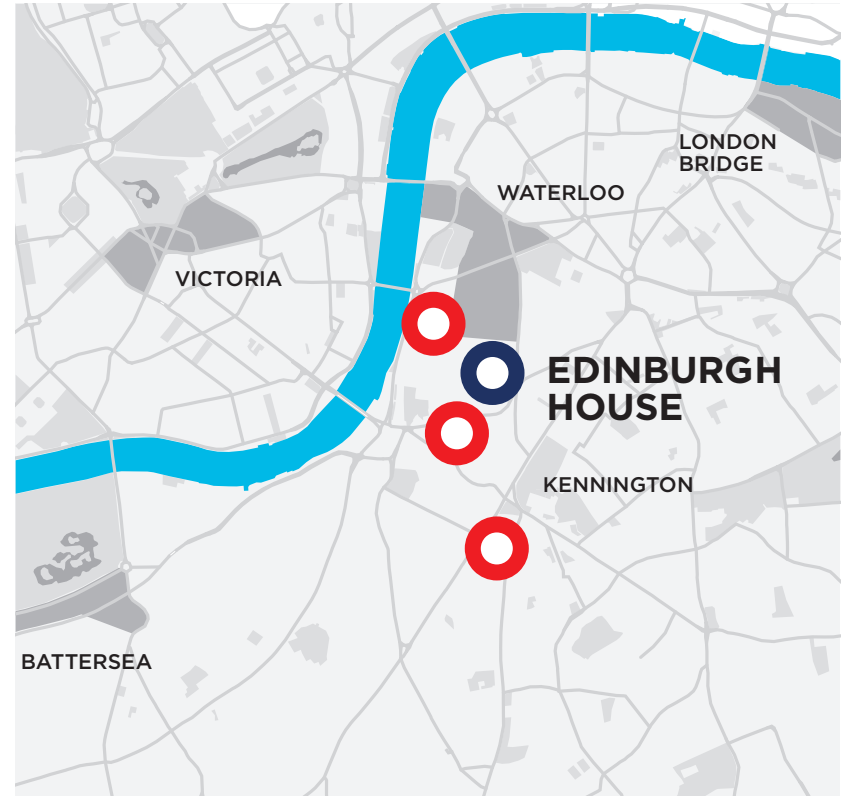 LONDON
BRIDGE
WATERLOO
VICTORIA
EDINBURGH
HOUSE
KENNINGTON
BATTERSEA